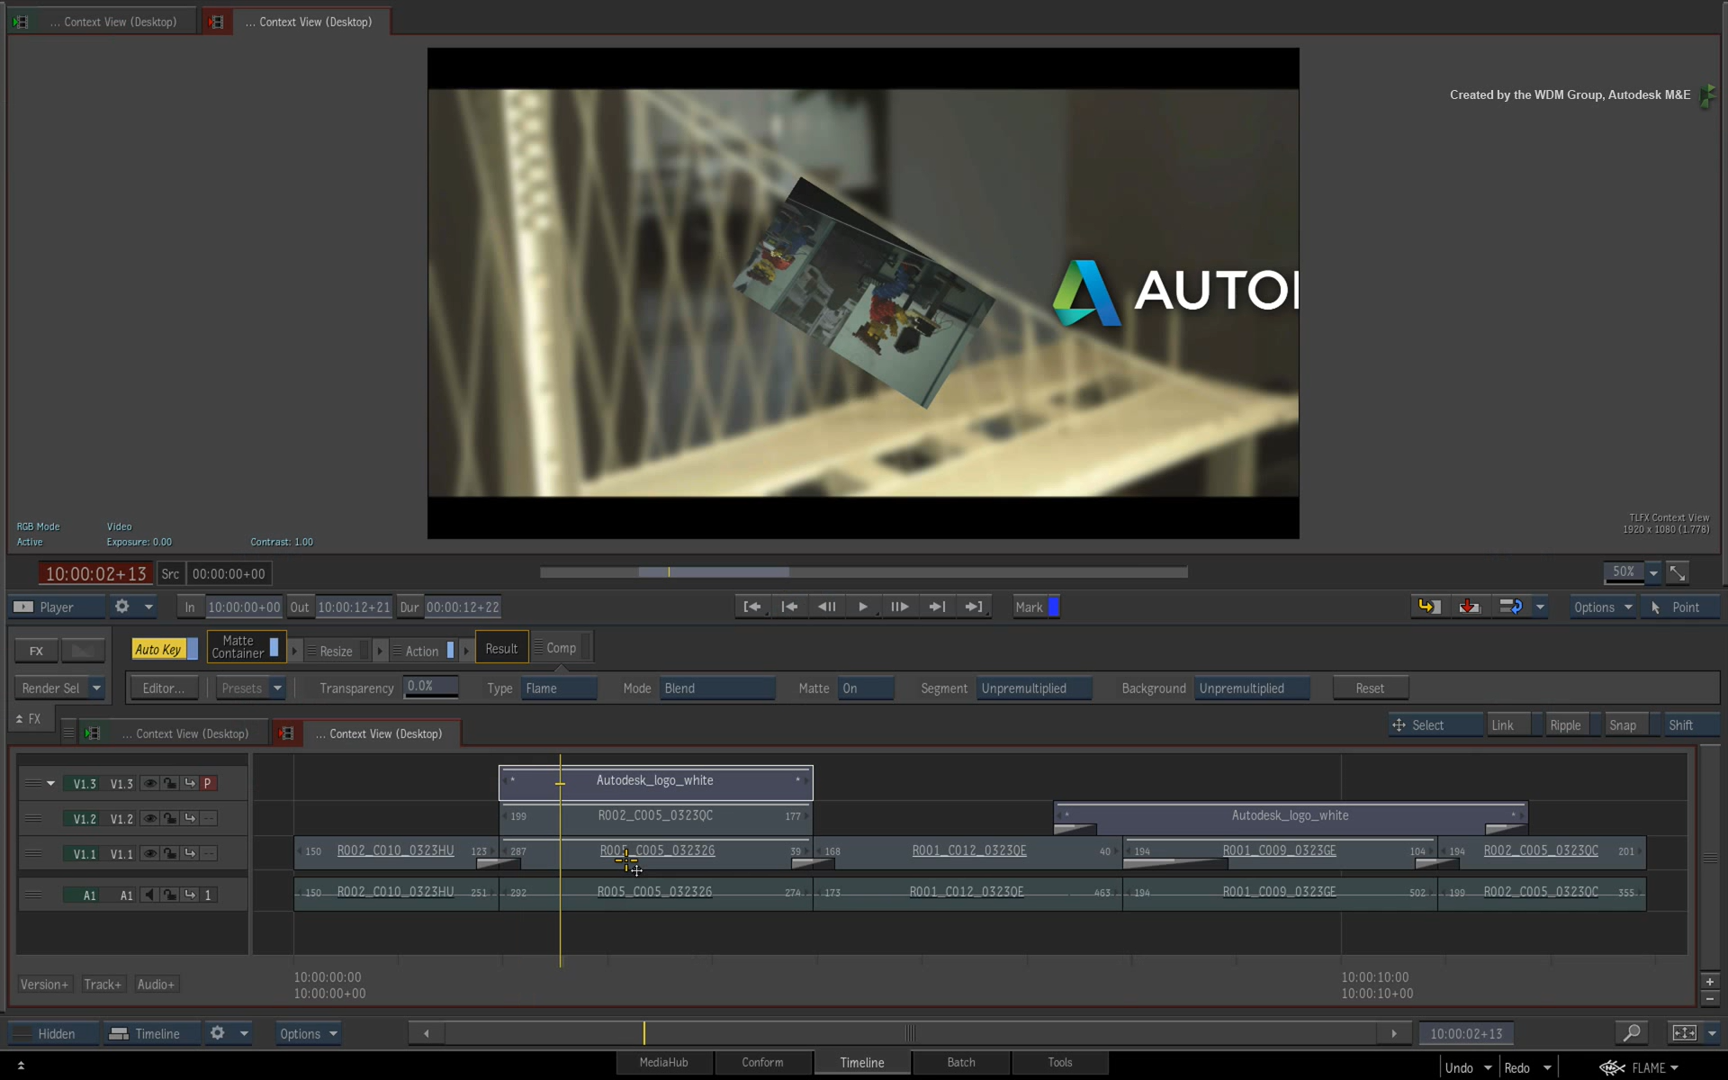 ... Context View (Desktop) ... Context View (Desktop)
Created by the WDM Group, Autodesk M&E
AUTO
RGB Mode Video
Active Exposure: 0.00 Contrast: 1.00
TLFX Context View
1920 x 1080 (1.778)
10:00:02+13 Src 00:00:00+00 50%
Player In 10:00:00+00 Out 10:00:12+21 Dur 00:00:12+22 Mark Options Point
FX Auto Key Matte Container Resize Action Result Comp
Render Sel Editor... Presets Transparency 0.0% Type Flame Mode Blend Matte On Segment Unpremultiplied Background Unpremultiplied Reset
FX ... Context View (Desktop) ... Context View (Desktop) Select Link Ripple Snap Shift
V1.3 V1.3 P * Autodesk_logo_white *
V1.2 V1.2 -- 199 R002_C005_0323QC 177 * Autodesk_logo_white *
V1.1 V1.1 -- 150 R002_C010_0323HU 123 287 R005_C005_032326 39 168 R001_C012_0323QE 40 194 R001_C009_0323GE 104 194 R002_C005_0323QC 201
A1 A1 1 150 R002_C010_0323HU 251 292 R005_C005_032326 274 173 R001_C012_0323QE 463 194 R001_C009_0323GE 502 199 R002_C005_0323QC 355
Version+ Track+ Audio+ 10:00:00:00 10:00:10:00
10:00:00+00 10:00:10+00
Hidden Timeline Options 10:00:02+13
MediaHub Conform Timeline Batch Tools Undo Redo FLAME